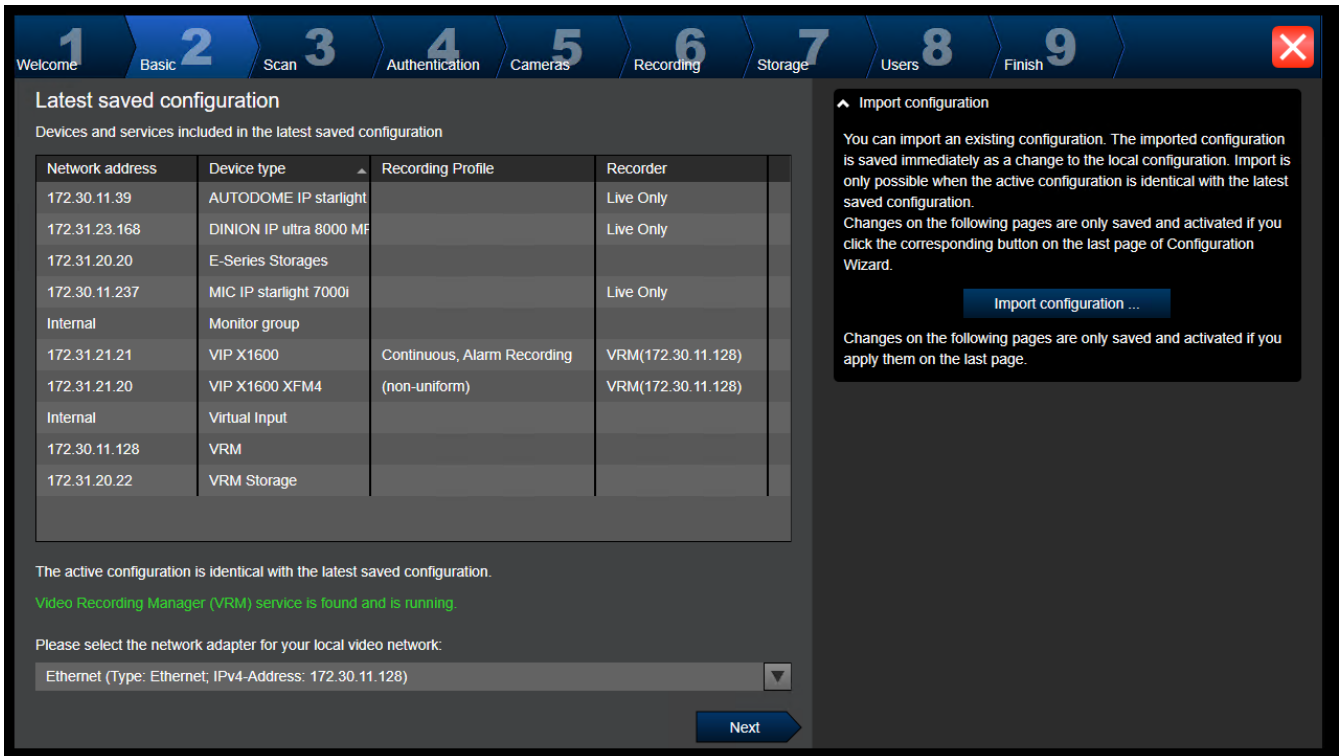 1 Welcome
2 Basic
3 Scan
4 Authentication
5 Cameras
6 Recording
7 Storage
8 Users
9 Finish
Latest saved configuration
Devices and services included in the latest saved configuration
Network address Device type Recording Profile Recorder
172.30.11.39 AUTODOME IP starlight Live Only
172.31.23.168 DINION IP ultra 8000 MP Live Only
172.31.20.20 E-Series Storages
172.30.11.237 MIC IP starlight 7000i Live Only
Internal Monitor group
172.31.21.21 VIP X1600 Continuous, Alarm Recording VRM(172.30.11.128)
172.31.21.20 VIP X1600 XFM4 (non-uniform) VRM(172.30.11.128)
Internal Virtual Input
172.30.11.128 VRM
172.31.20.22 VRM Storage
The active configuration is identical with the latest saved configuration.
Video Recording Manager (VRM) service is found and is running.
Please select the network adapter for your local video network:
Ethernet (Type: Ethernet; IPv4-Address: 172.30.11.128)
Next
Import configuration
You can import an existing configuration. The imported configuration
is saved immediately as a change to the local configuration. Import is
only possible when the active configuration is identical with the latest
saved configuration.
Changes on the following pages are only saved and activated if you
click the corresponding button on the last page of Configuration
Wizard.
Import configuration ...
Changes on the following pages are only saved and activated if you
apply them on the last page.